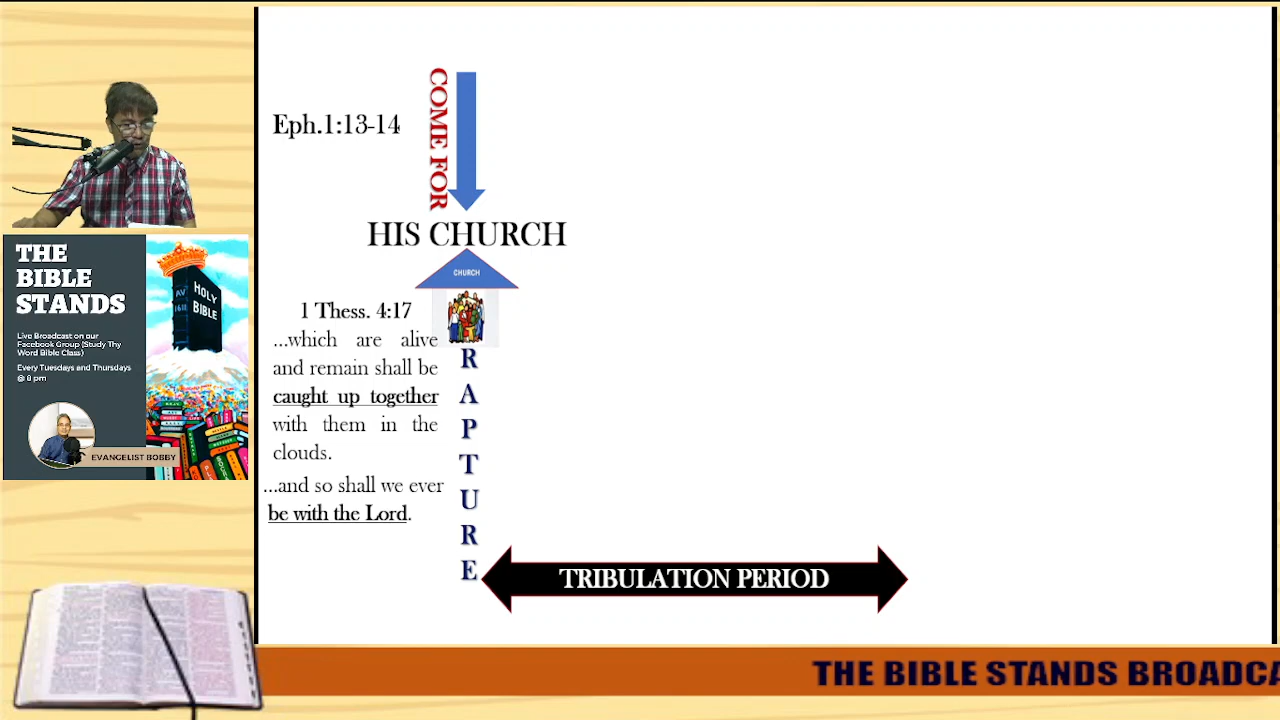 COME FOR
Eph.1:13-14
HIS CHURCH
CHURCH
1 Thess. 4:17
...which are alive
and remain shall be
caught up together
with them in the
clouds.
...and so shall we ever
be with the Lord.
RAPTURE
TRIBULATION PERIOD
THE
BIBLE
STANDS
Live Broadcast on our
Facebook Group (Study Thy
Word Bible Class)
Every Tuesdays and Thursdays
@ 8 pm
EVANGELIST BOBBY
AV
1611
HOLY
BIBLE
THE BIBLE STANDS BROADCA